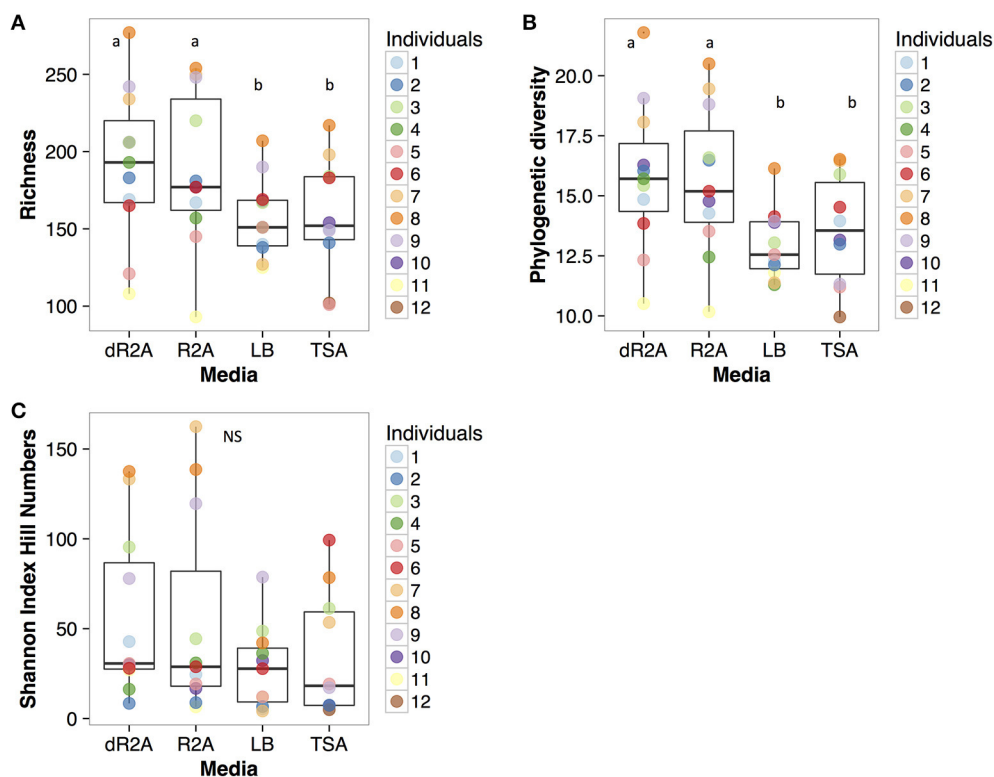 A
Richness
250
200
150
100
a
a
b
b
dR2A
R2A
LB
TSA
Media
Individuals
1
2
3
4
5
6
7
8
9
10
11
12
B
Phylogenetic diversity
20.0
17.5
15.0
12.5
10.0
a
a
b
b
dR2A
R2A
LB
TSA
Media
Individuals
1
2
3
4
5
6
7
8
9
10
11
12
C
Shannon Index Hill Numbers
150
100
50
0
NS
dR2A
R2A
LB
TSA
Media
Individuals
1
2
3
4
5
6
7
8
9
10
11
12